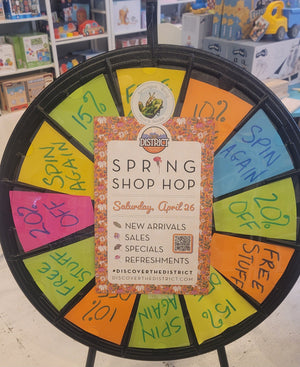 DISTRICT
SPRING
SHOP HOP
Saturday, April 26
NEW ARRIVALS
SALES
SPECIALS
REFRESHMENTS
#DISCOVERTHEDISTRICT
DISCOVERTHEDISTRICT.COM
10%
SPIN
AGAIN
20%
OFF
FREE
STUFF
15%
SPIN
AGAIN
10%
FREE
STUFF
20%
OFF
SPIN
AGAIN
15%